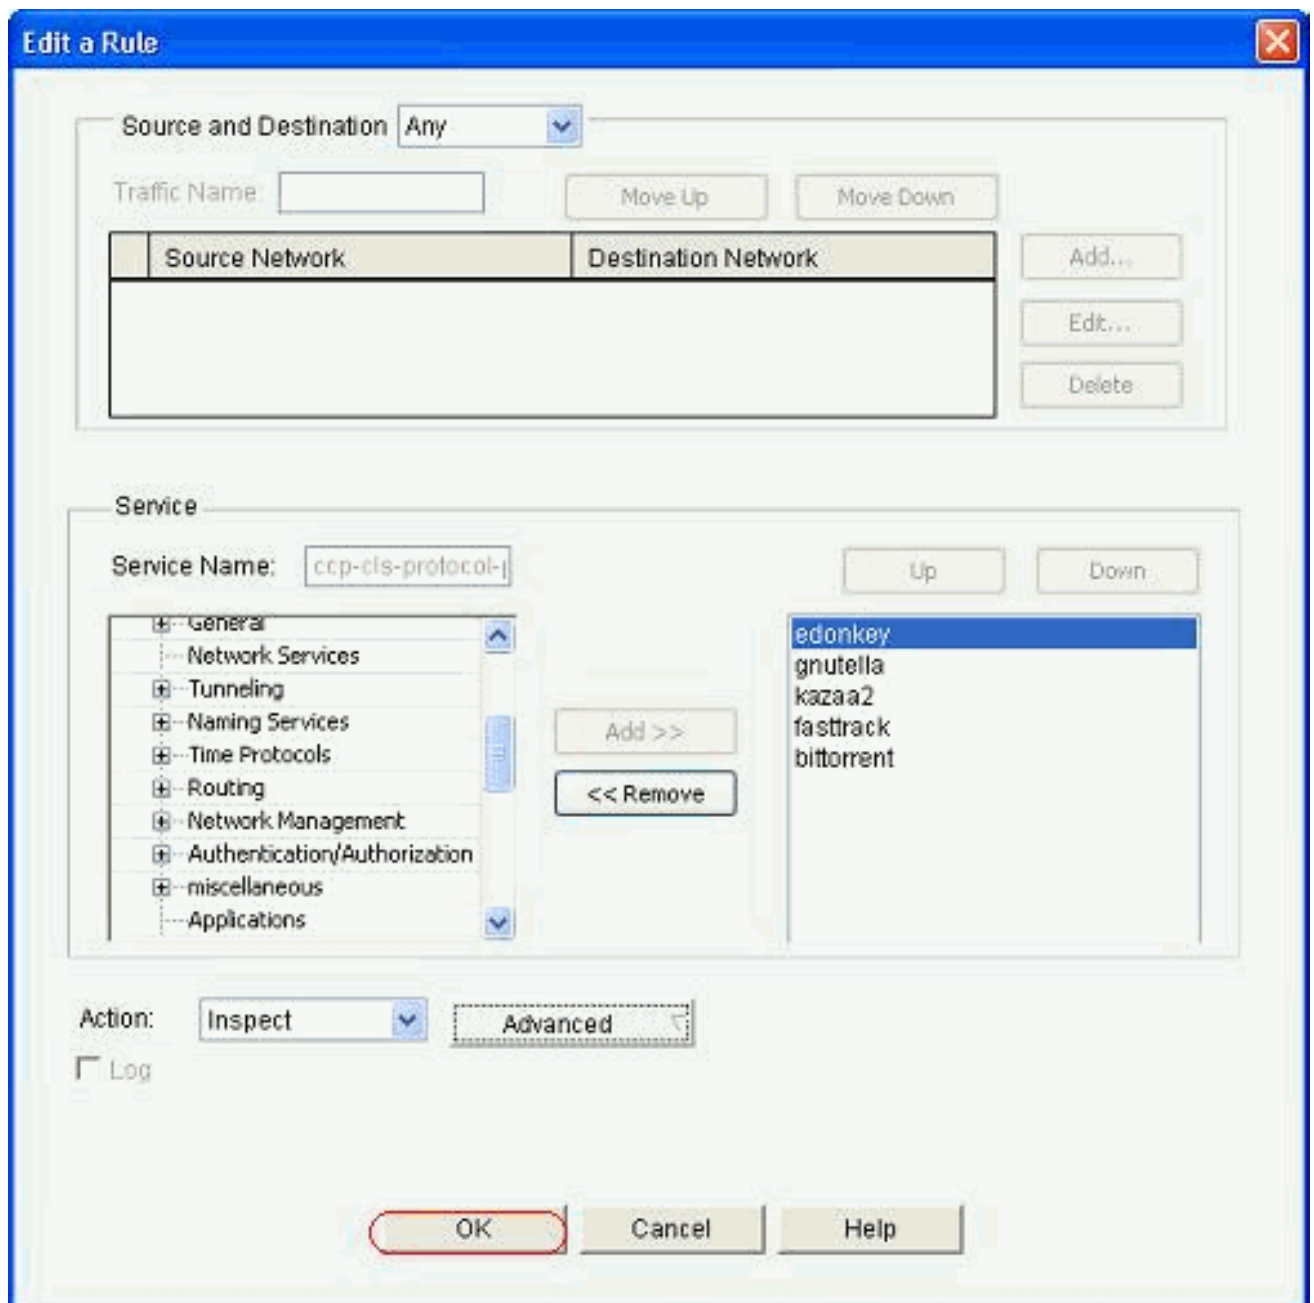 Edit a Rule
Source and Destination Any
Traffic Name: Move Up Move Down
Source Network Destination Network
Add...
Edit...
Delete
Service
Service Name: ccp-cls-protocol-p
Up Down
General
Network Services
Tunneling
Naming Services
Time Protocols
Routing
Network Management
Authentication/Authorization
miscellaneous
Applications
Add >>
<< Remove
edonkey
gnutella
kazaa2
fasttrack
bittorrent
Action: Inspect Advanced
Log
OK Cancel Help